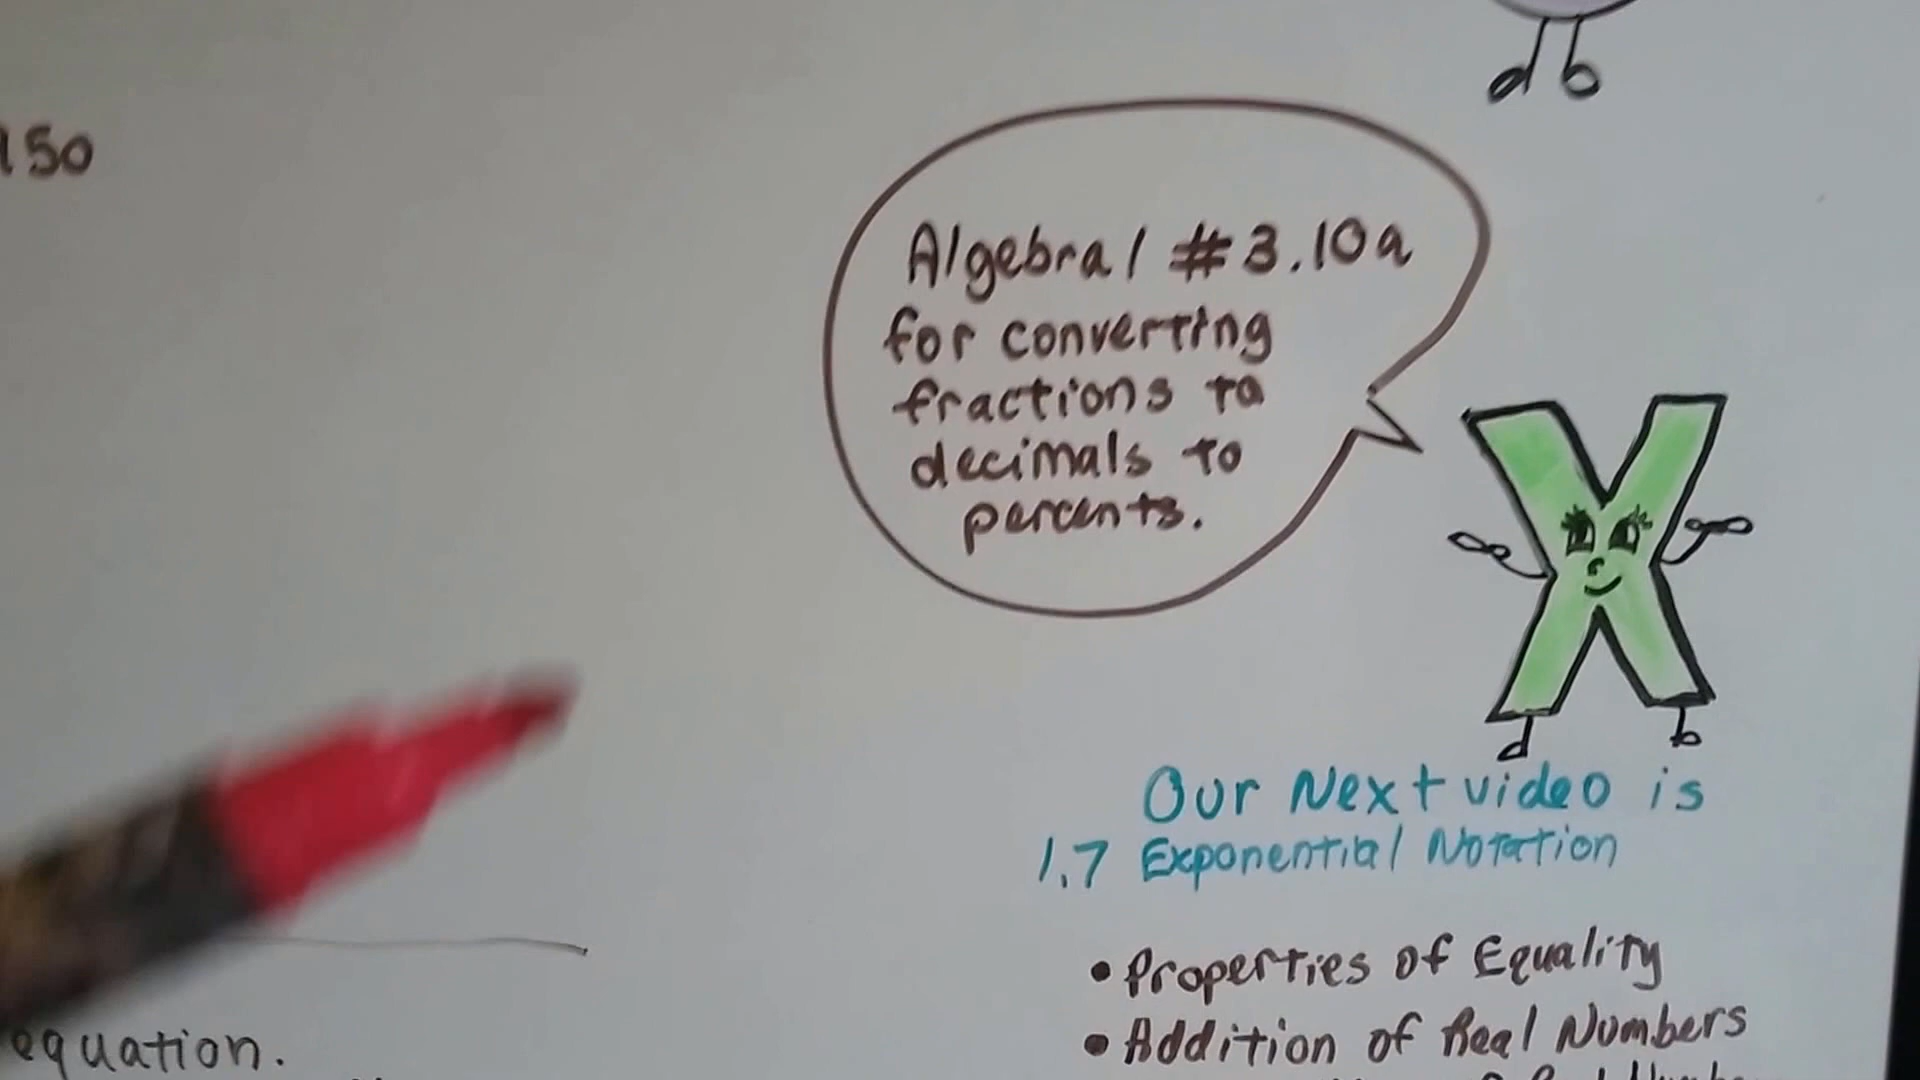 150
Algebra 1 #3.10a
for converting
fractions to
decimals to
percents.
Our Next video is
1.7 Exponential Notation
• Properties of Equality
• Addition of Real Numbers
equation.